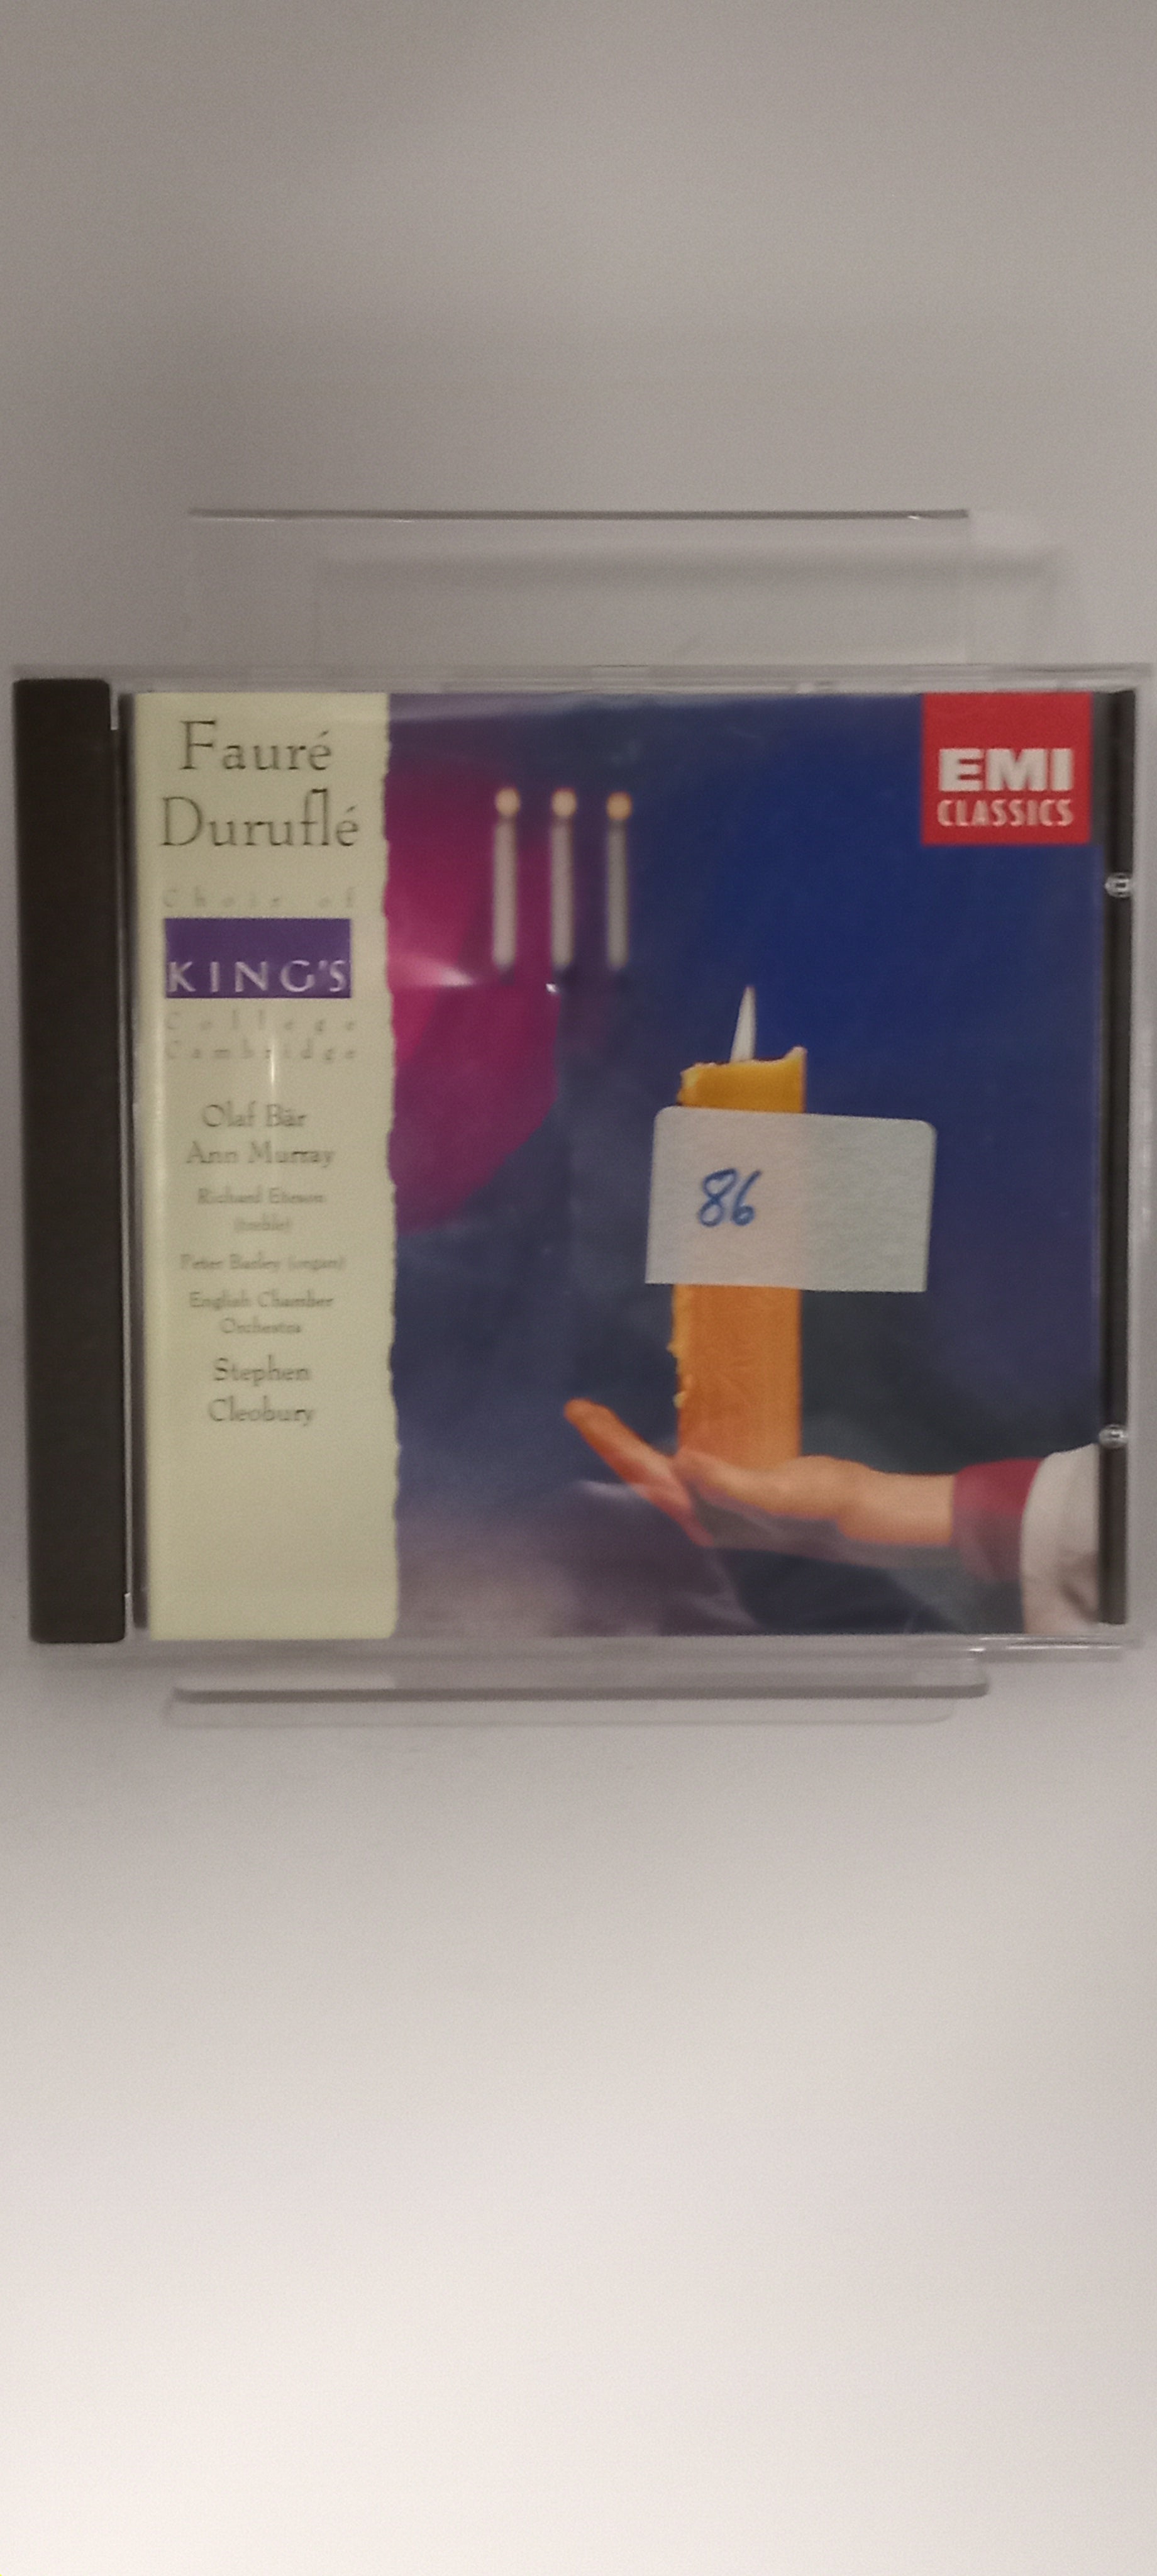 Fauré
Duruflé
Choir of
KING'S
College
Cambridge
Olaf Bär
Ann Murray
Richard Eteson
(treble)
Peter Barley (organ)
English Chamber
Orchestra
Stephen
Cleobury
EMI
CLASSICS
86